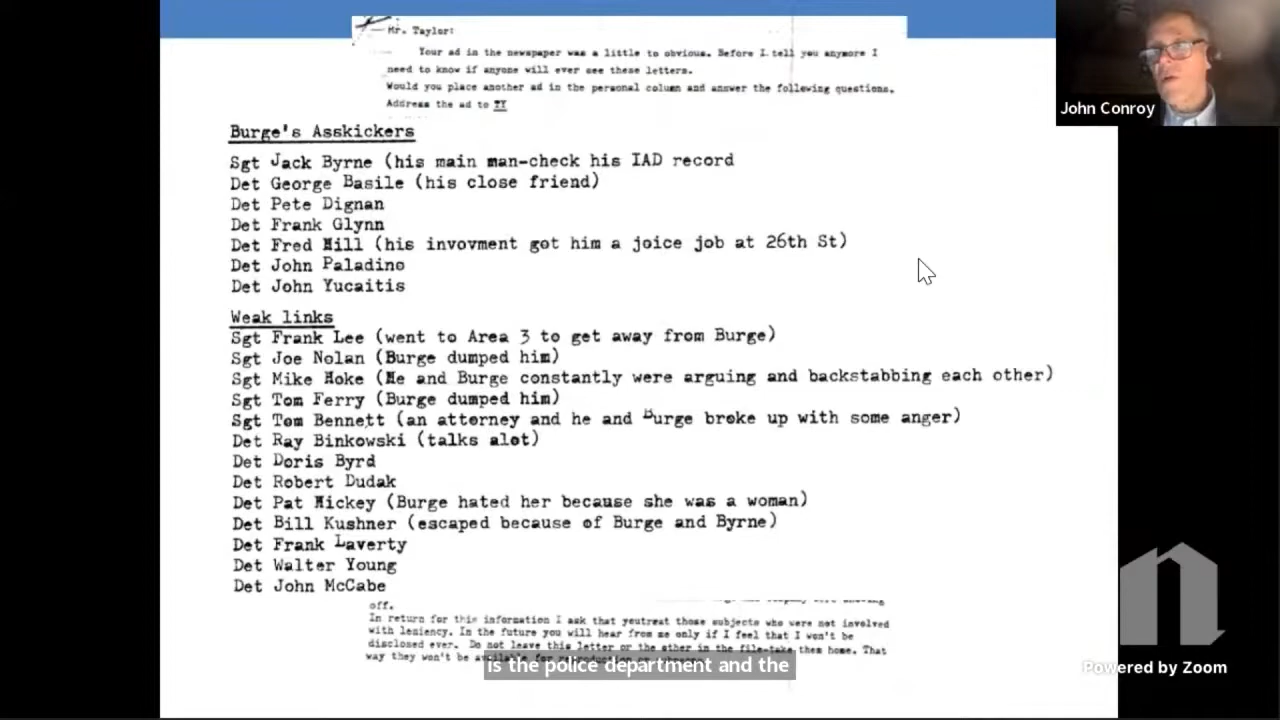 Mr. Taylor:
Your ad in the newspaper was a little to obvious. Before I tell you anymore I
need to know if anyone will ever see these letters.
Would you place another ad in the personal column and answer the following questions.
Address the ad to TY
Burge's Asskickers
Sgt Jack Byrne (his main man-check his IAD record
Det George Basile (his close friend)
Det Pete Dignan
Det Frank Glynn
Det Fred Hill (his invovment got him a joice job at 26th St)
Det John Paladino
Det John Yucaitis
Weak links
Sgt Frank Lee (went to Area 3 to get away from Burge)
Sgt Joe Nolan (Burge dumped him)
Sgt Mike Hoke (He and Burge constantly were arguing and backstabbing each other)
Sgt Tom Ferry (Burge dumped him)
Sgt Tom Bennett (an attorney and he and Burge broke up with some anger)
Det Ray Binkowski (talks alot)
Det Doris Byrd
Det Robert Dudak
Det Pat Hickey (Burge hated her because she was a woman)
Det Bill Kushner (escaped because of Burge and Byrne)
Det Frank Laverty
Det Walter Young
Det John McCabe
off.
In return for this information I ask that youtreat those subjects who were not involved
with leniency. In the future you will hear from me only if I feel that I won't be
disclosed ever. Do not leave this letter or the other in the file-take them home. That
way they won't be
is the police department and the
John Conroy
Powered by Zoom